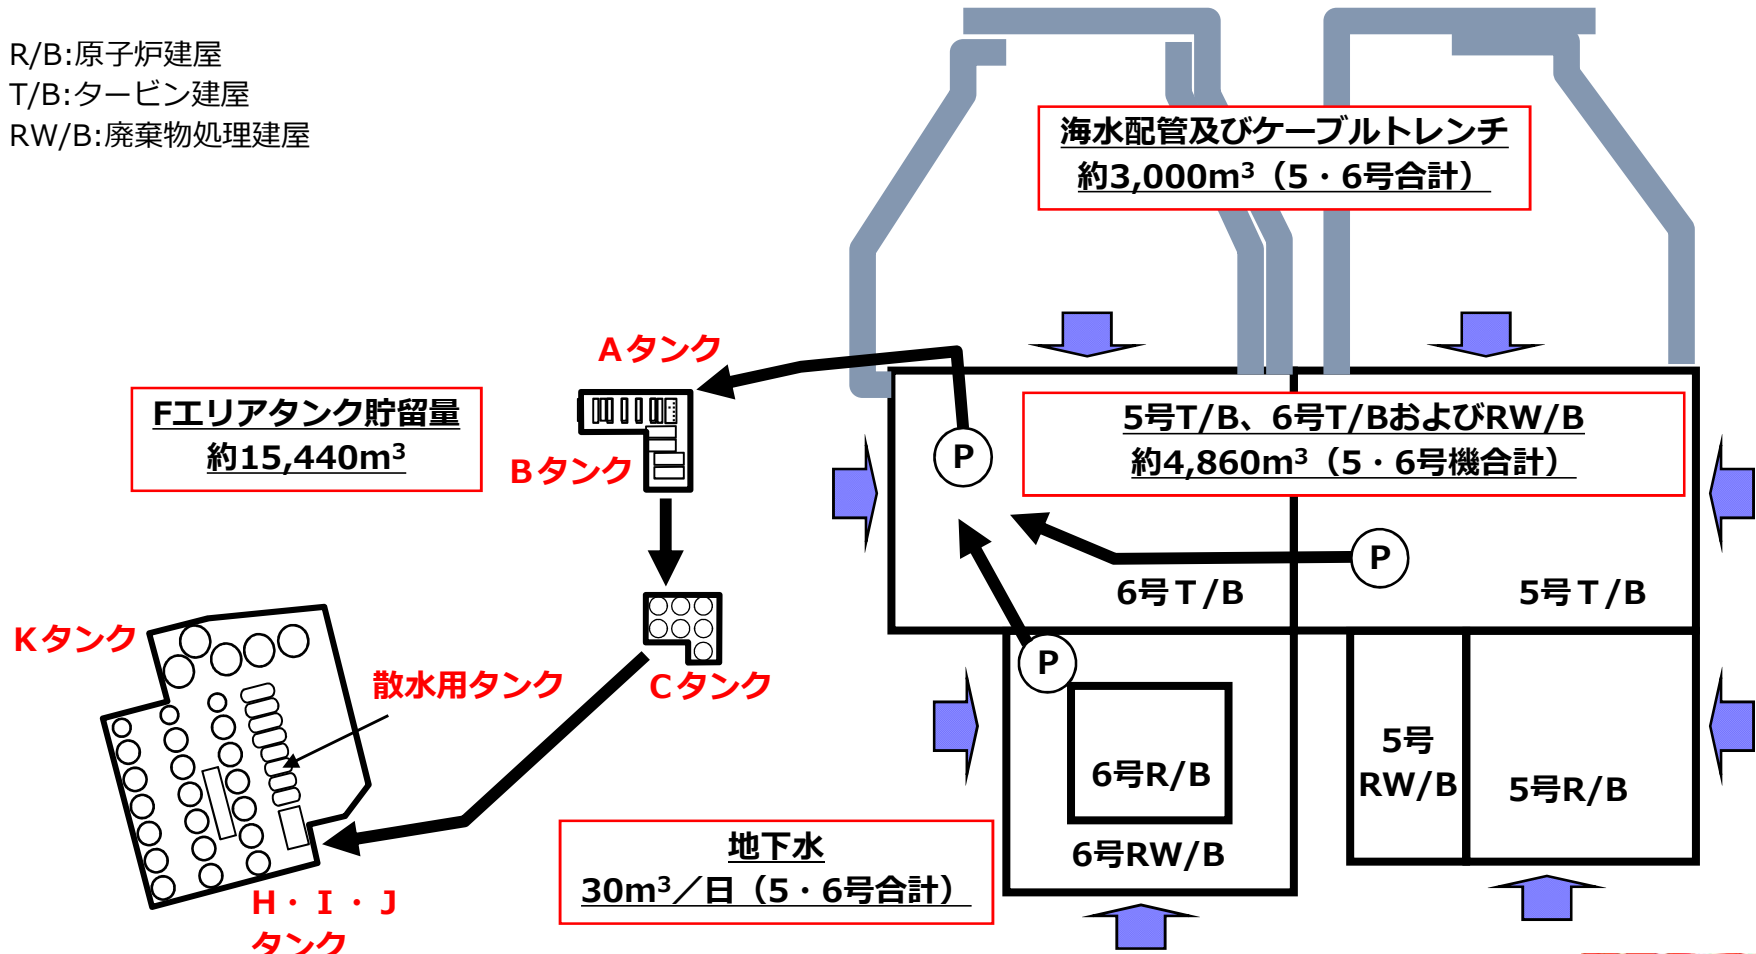 R/B:原子炉建屋
T/B:タービン建屋
RW/B:廃棄物処理建屋
海水配管及びケーブルトレンチ
約3,000m³（5・6号合計）
Aタンク
Fエリアタンク貯留量
約15,440m³
Bタンク
5号T/B、6号T/BおよびRW/B
約4,860m³（5・6号機合計）
P
P
6号T/B
5号T/B
Kタンク
散水用タンク
Cタンク
P
6号R/B
5号
RW/B
5号R/B
6号RW/B
地下水
30m³／日（5・6号合計）
H・I・J
タンク